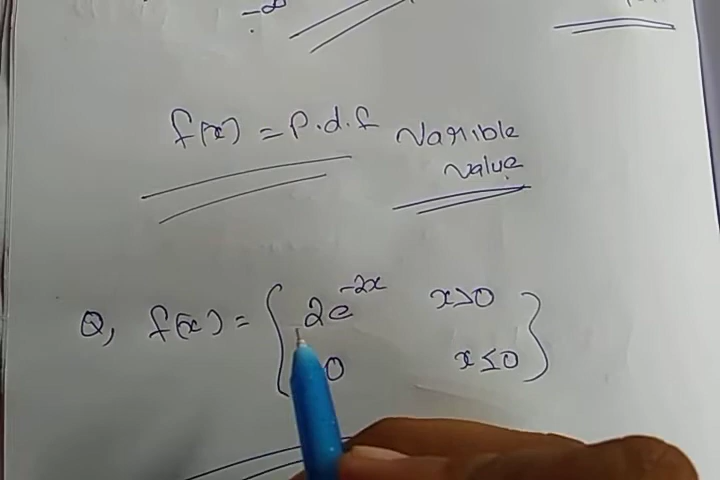 -∞
f(x) = P.d.f Varible
value
Q, f(x) = { 2e^{-2x} x>0
0 x≤0 }